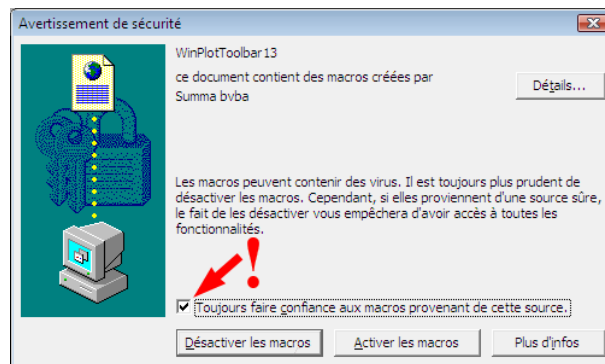 Avertissement de sécurité
WinPlotToolbar13
ce document contient des macros créées par
Summa bvba
Détails...
Les macros peuvent contenir des virus. Il est toujours plus prudent de
désactiver les macros. Cependant, si elles proviennent d'une source sûre,
le fait de les désactiver vous empêchera d'avoir accès à toutes les
fonctionnalités.
!
Toujours faire confiance aux macros provenant de cette source.
Désactiver les macros
Activer les macros
Plus d'infos